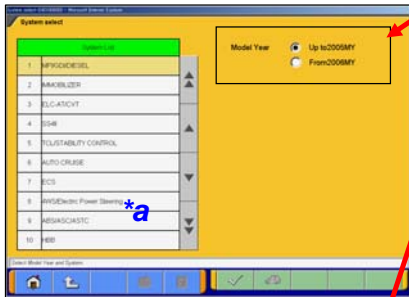 System select
System List
Model Year
Up to2005MY
From2006MY
1 MFI/GDI/DIESEL
2 IMMOBILIZER
3 ELC-AT/CVT
4 SS4II
5 TCL/STABILITY CONTROL
6 AUTO CRUISE
7 ECS
8 AWS/Electric Power Steering
9 ABS/ASC/ASTC
10 HBB
*a
Select Model Year and System